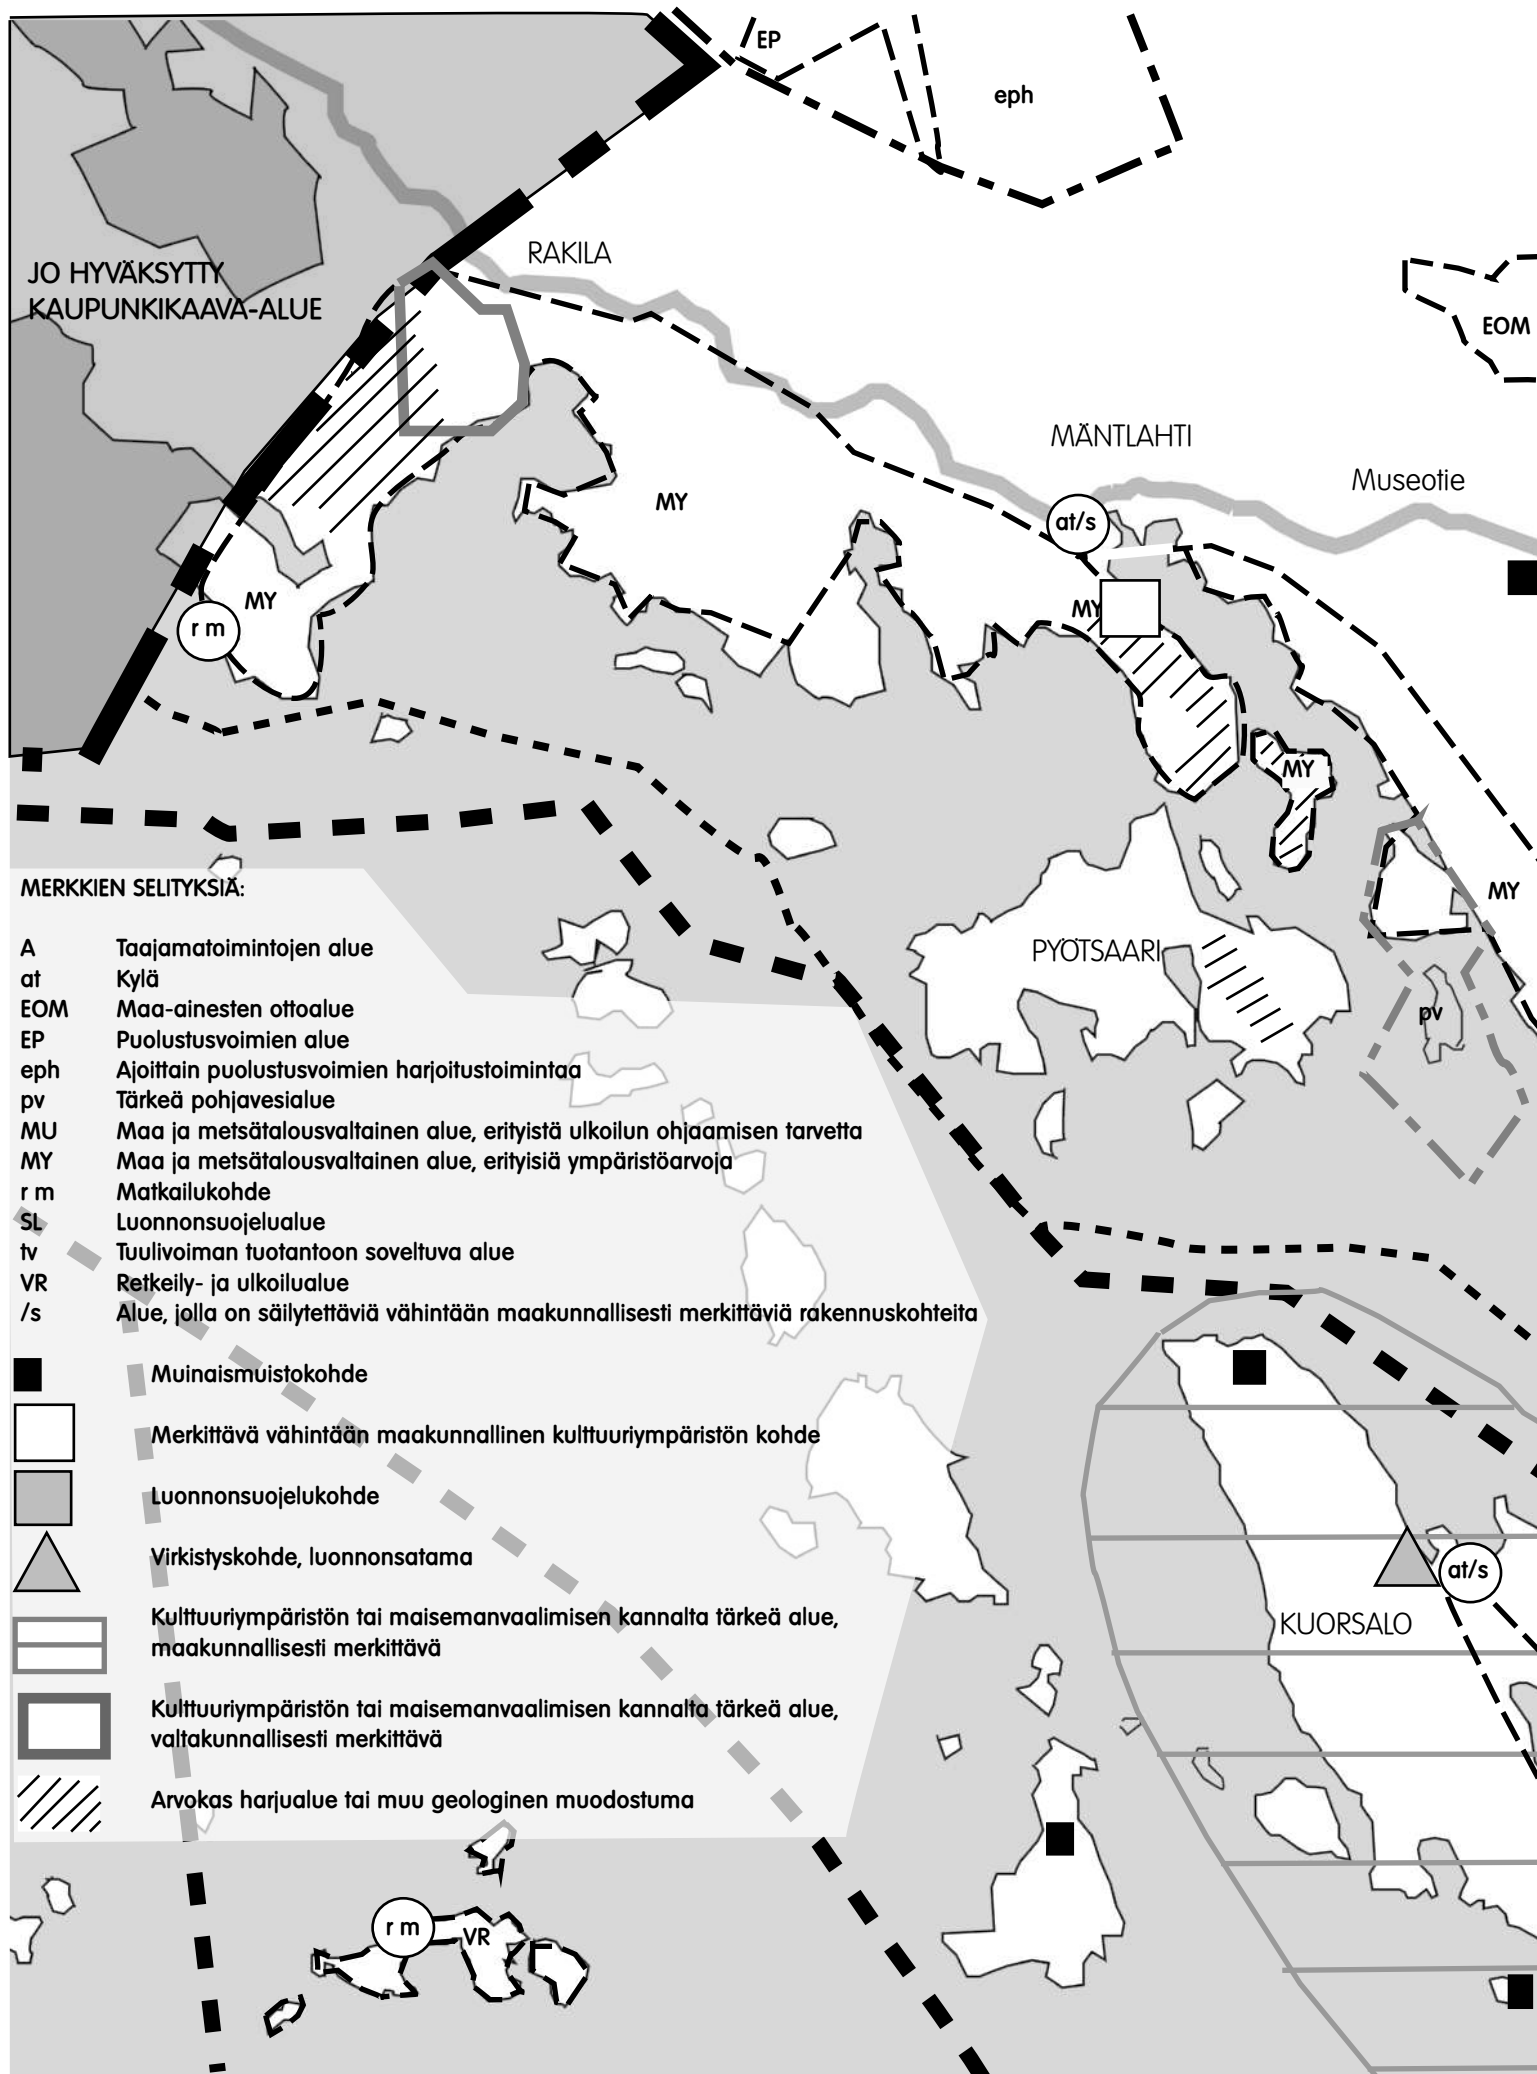 EP
eph
RAKILA
JO HYVÄKSYTTY
KAUPUNKIKAAVA-ALUE
EOM
MÄNTLAHTI
Museotie
MY
at/s
MY
MY
r m
MY
MY
PYÖTSAARI
pv
MERKKIEN SELITYKSIÄ:
A Taajamatoimintojen alue
at Kylä
EOM Maa-ainesten ottoalue
EP Puolustusvoimien alue
eph Ajoittain puolustusvoimien harjoitustoimintaa
pv Tärkeä pohjavesialue
MU Maa ja metsätalousvaltainen alue, erityistä ulkoilun ohjaamisen tarvetta
MY Maa ja metsätalousvaltainen alue, erityisiä ympäristöarvoja
r m Matkailukohde
SL Luonnonsuojelualue
tv Tuulivoiman tuotantoon soveltuva alue
VR Retkeily- ja ulkoilualue
/s Alue, jolla on säilytettäviä vähintään maakunnallisesti merkittäviä rakennuskohteita
Muinaismuistokohde
Merkittävä vähintään maakunnallinen kulttuuriympäristön kohde
Luonnonsuojelukohde
Virkistyskohde, luonnonsatama
Kulttuuriympäristön tai maisemanvaalimisen kannalta tärkeä alue,
maakunnallisesti merkittävä
Kulttuuriympäristön tai maisemanvaalimisen kannalta tärkeä alue,
valtakunnallisesti merkittävä
Arvokas harjualue tai muu geologinen muodostuma
at/s
KUORSALO
r m
VR